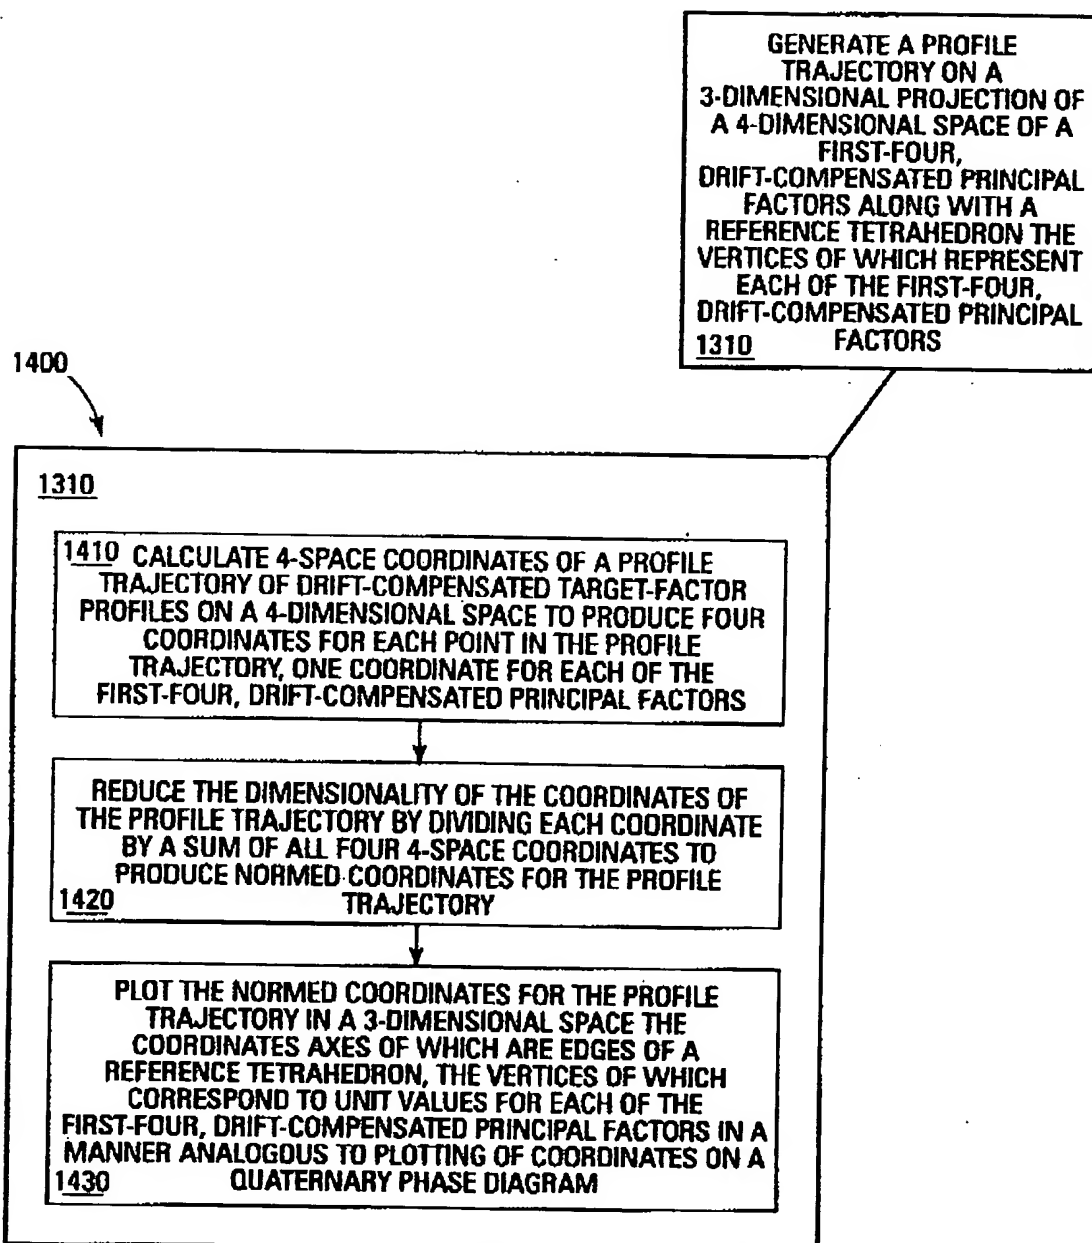 GENERATE A PROFILE
TRAJECTORY ON A
3-DIMENSIONAL PROJECTION OF
A 4-DIMENSIONAL SPACE OF A
FIRST-FOUR,
DRIFT-COMPENSATED PRINCIPAL
FACTORS ALONG WITH A
REFERENCE TETRAHEDRON THE
VERTICES OF WHICH REPRESENT
EACH OF THE FIRST-FOUR,
DRIFT-COMPENSATED PRINCIPAL
1310 FACTORS
1400
1310
1410 CALCULATE 4-SPACE COORDINATES OF A PROFILE
TRAJECTORY OF DRIFT-COMPENSATED TARGET-FACTOR
PROFILES ON A 4-DIMENSIONAL SPACE TO PRODUCE FOUR
COORDINATES FOR EACH POINT IN THE PROFILE
TRAJECTORY, ONE COORDINATE FOR EACH OF THE
FIRST-FOUR, DRIFT-COMPENSATED PRINCIPAL FACTORS
REDUCE THE DIMENSIONALITY OF THE COORDINATES OF
THE PROFILE TRAJECTORY BY DIVIDING EACH COORDINATE
BY A SUM OF ALL FOUR 4-SPACE COORDINATES TO
PRODUCE NORMED COORDINATES FOR THE PROFILE
1420 TRAJECTORY
PLOT THE NORMED COORDINATES FOR THE PROFILE
TRAJECTORY IN A 3-DIMENSIONAL SPACE THE
COORDINATES AXES OF WHICH ARE EDGES OF A
REFERENCE TETRAHEDRON, THE VERTICES OF WHICH
CORRESPOND TO UNIT VALUES FOR EACH OF THE
FIRST-FOUR, DRIFT-COMPENSATED PRINCIPAL FACTORS IN A
MANNER ANALOGOUS TO PLOTTING OF COORDINATES ON A
1430 QUATERNARY PHASE DIAGRAM